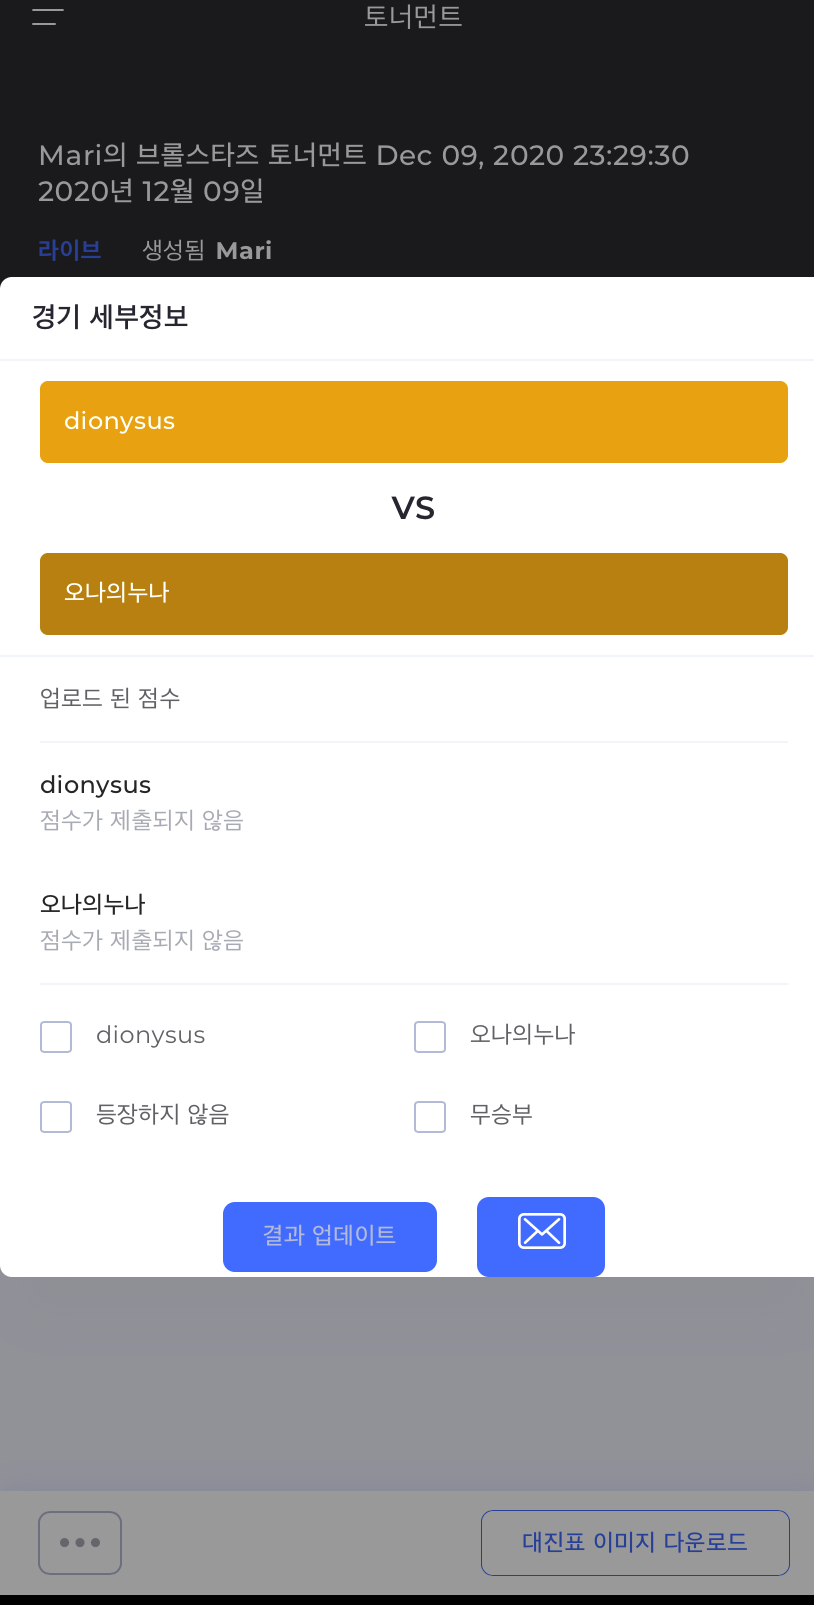 토너먼트
Mari의 브롤스타즈 토너먼트 Dec 09, 2020 23:29:30
2020년 12월 09일
라이브 생성됨 Mari
경기 세부정보
dionysus
VS
오나의누나
업로드 된 점수
dionysus
점수가 제출되지 않음
오나의누나
점수가 제출되지 않음
dionysus 오나의누나
등장하지 않음 무승부
결과 업데이트
대진표 이미지 다운로드